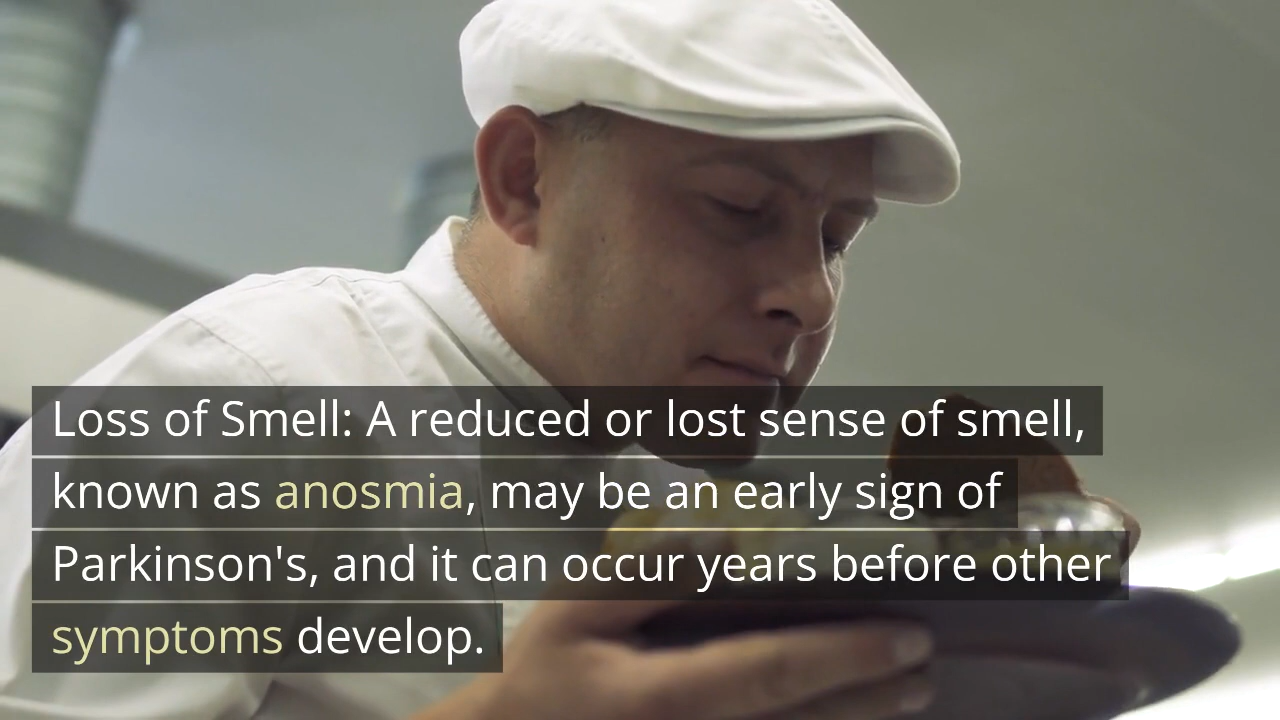 Loss of Smell: A reduced or lost sense of smell,
known as anosmia, may be an early sign of
Parkinson's, and it can occur years before other
symptoms develop.